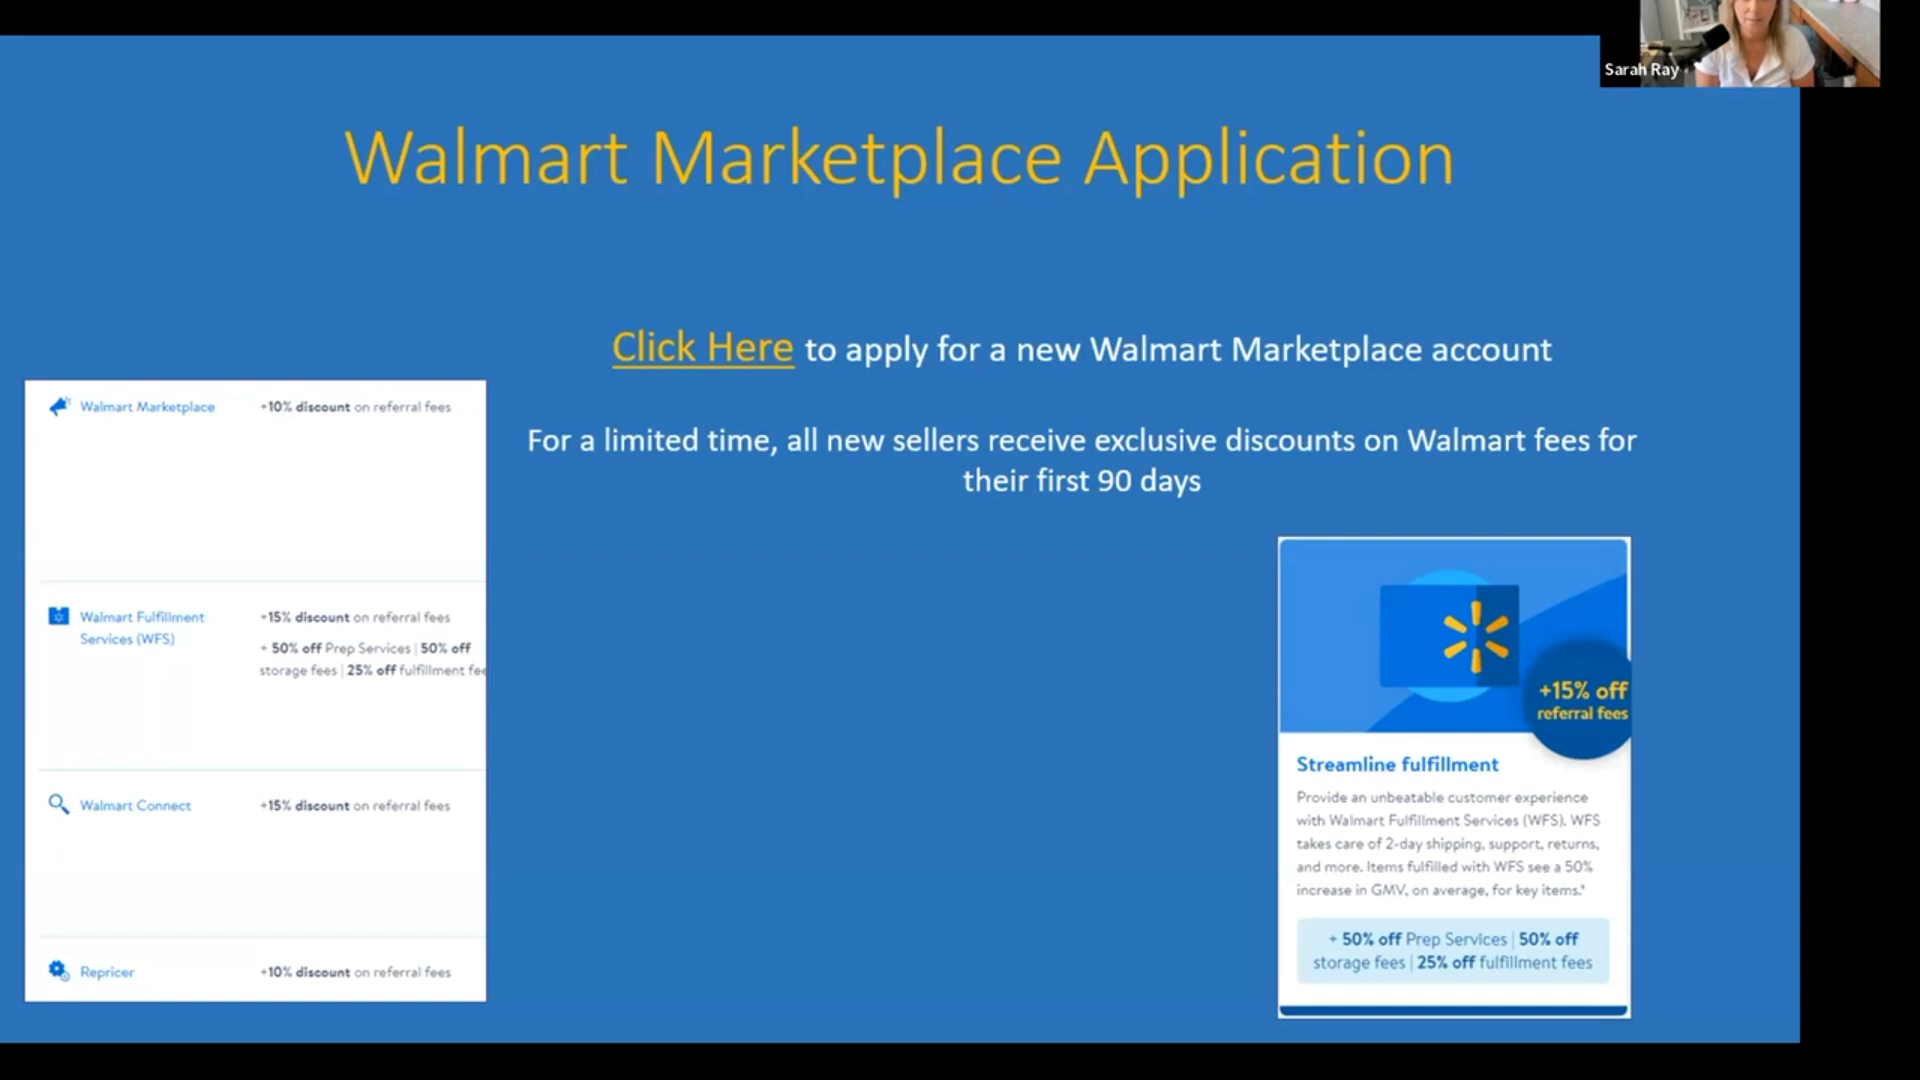 Sarah Ray
Walmart Marketplace Application
Click Here to apply for a new Walmart Marketplace account
For a limited time, all new sellers receive exclusive discounts on Walmart fees for
their first 90 days
Walmart Marketplace
+10% discount on referral fees
Walmart Fulfillment
Services (WFS)
+15% discount on referral fees
+ 50% off Prep Services | 50% off
storage fees | 25% off fulfillment fee
Walmart Connect
+15% discount on referral fees
Repricer
+10% discount on referral fees
+15% off
referral fees
Streamline fulfillment
Provide an unbeatable customer experience
with Walmart Fulfillment Services (WFS). WFS
takes care of 2-day shipping, support, returns,
and more. Items fulfilled with WFS see a 50%
increase in GMV, on average, for key items.*
+ 50% off Prep Services | 50% off
storage fees | 25% off fulfillment fees